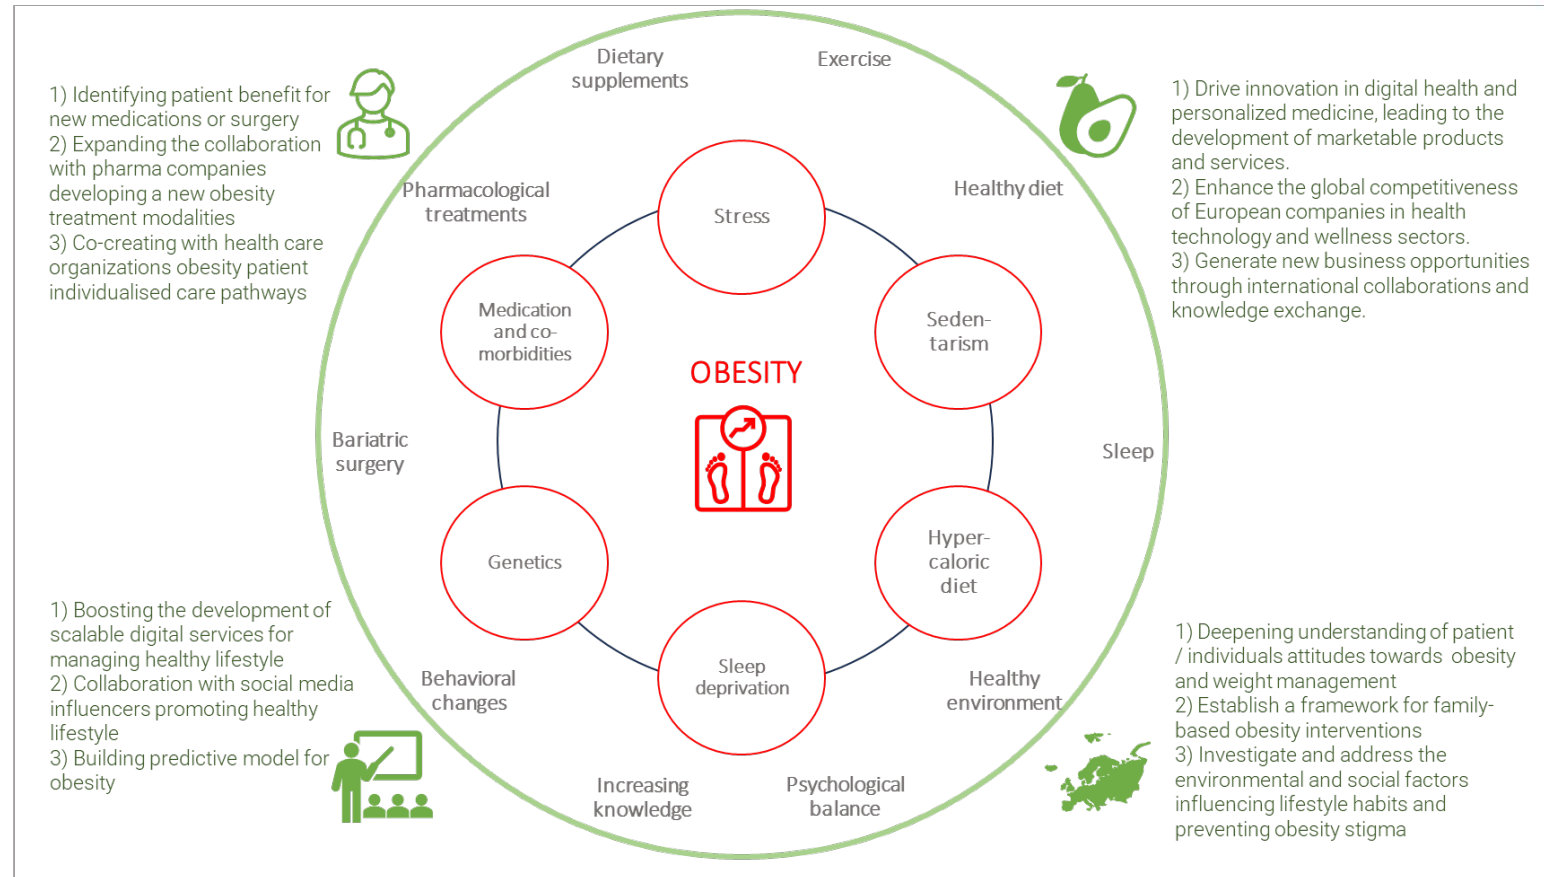 Dietary
supplements
Exercise
1) Identifying patient benefit for
new medications or surgery
2) Expanding the collaboration
with pharma companies
developing a new obesity
treatment modalities
3) Co-creating with health care
organizations obesity patient
individualised care pathways
1) Drive innovation in digital health and
personalized medicine, leading to the
development of marketable products
and services.
2) Enhance the global competitiveness
of European companies in health
technology and wellness sectors.
3) Generate new business opportunities
through international collaborations and
knowledge exchange.
Pharmacological
treatments
Healthy diet
Stress
Medication
and co-
morbidities
Seden-
tarism
OBESITY
Bariatric
surgery
Sleep
Genetics
Hyper-
caloric
diet
Sleep
deprivation
Behavioral
changes
Healthy
environment
Increasing
knowledge
Psychological
balance
1) Boosting the development of
scalable digital services for
managing healthy lifestyle
2) Collaboration with social media
influencers promoting healthy
lifestyle
3) Building predictive model for
obesity
1) Deepening understanding of patient
/ individuals attitudes towards  obesity
and weight management
2) Establish a framework for family-
based obesity interventions
3) Investigate and address the
environmental and social factors
influencing lifestyle habits and
preventing obesity stigma